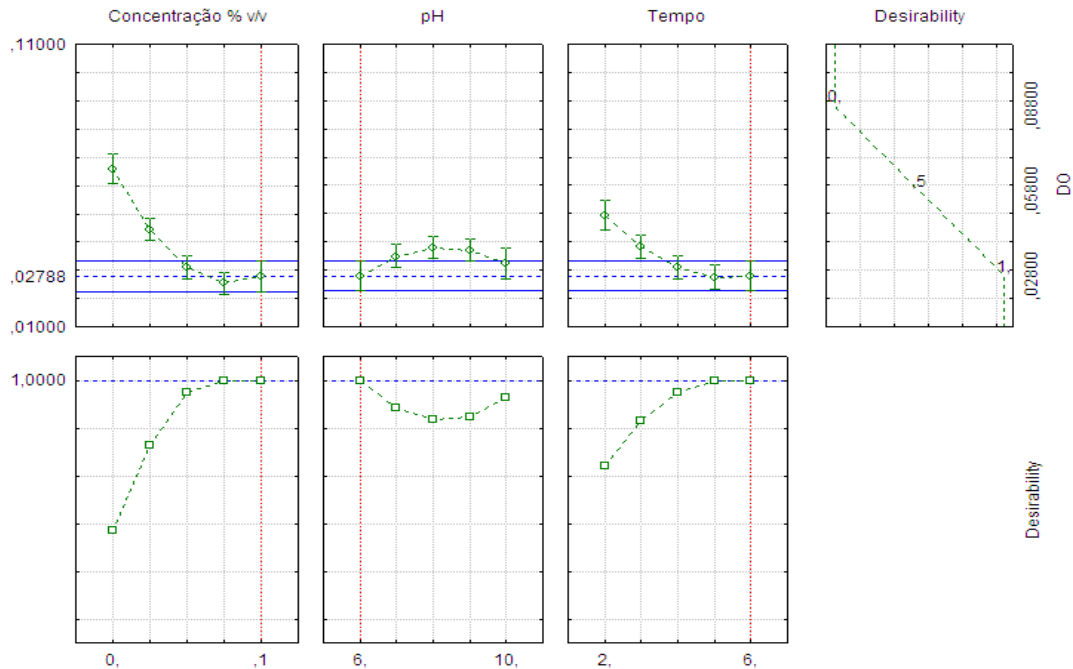 Concentração % v/v
pH
Tempo
Desirability
,11000
,02788
,01000
0,
,5
1,
,08800
,05800
,02800
DO
1,0000
Desirability
0,
,1
6,
10,
2,
6,